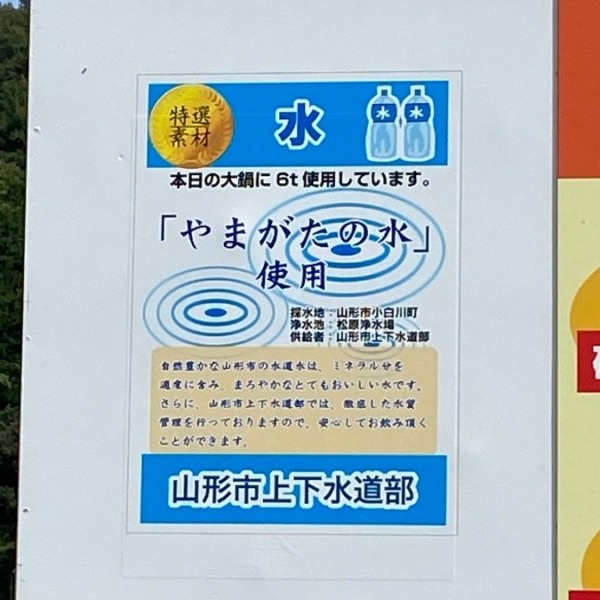 特選
素材
水
水 水
本日の大鍋に6t使用しています。
「やまがたの水」
使用
採水地：山形市小白川町
浄水池：松原浄水場
供給者：山形市上下水道部
自然豊かな山形市の水道水は、ミネラル分を
適度に含み、まろやかなとてもおいしい水です。
さらに、山形市上下水道部では、徹底した水質
管理を行っておりますので、安心してお飲み頂く
ことができます。
山形市上下水道部